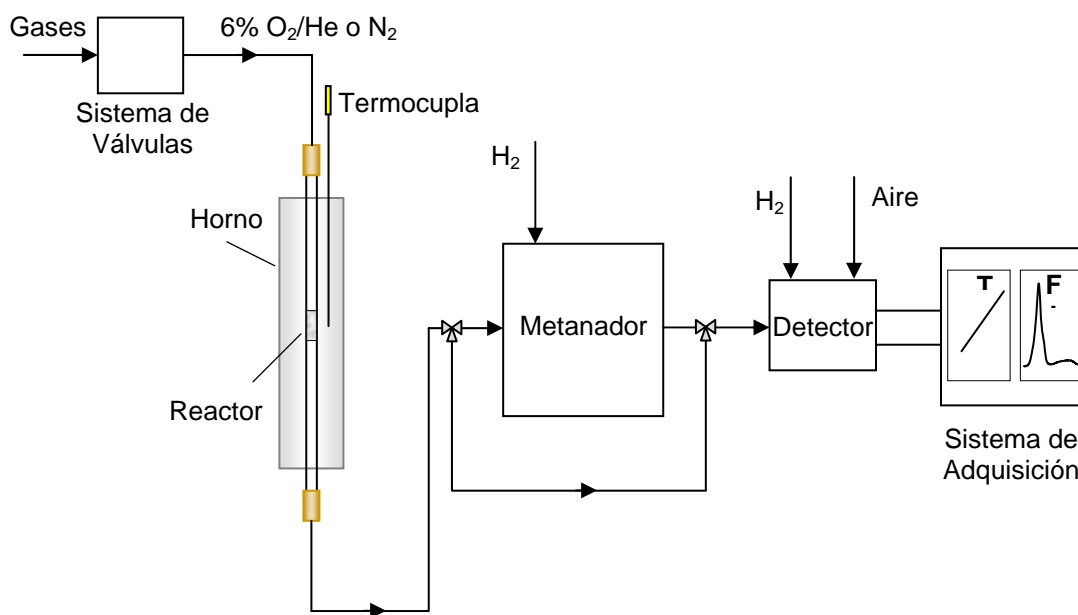 Gases
6% O₂/He o N₂
Sistema de
Válvulas
Termocupla
Horno
Reactor
H₂
Metanador
H₂
Aire
Detector
T
F
Sistema de
Adquisición